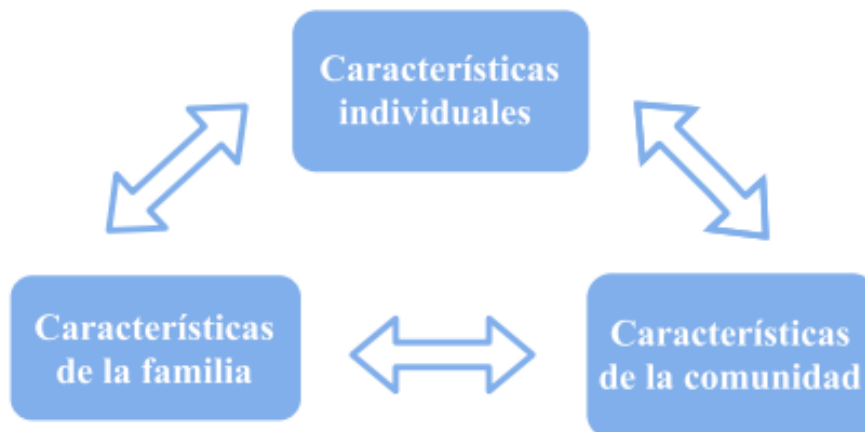 Características
individuales
Características
de la familia
Características
de la comunidad